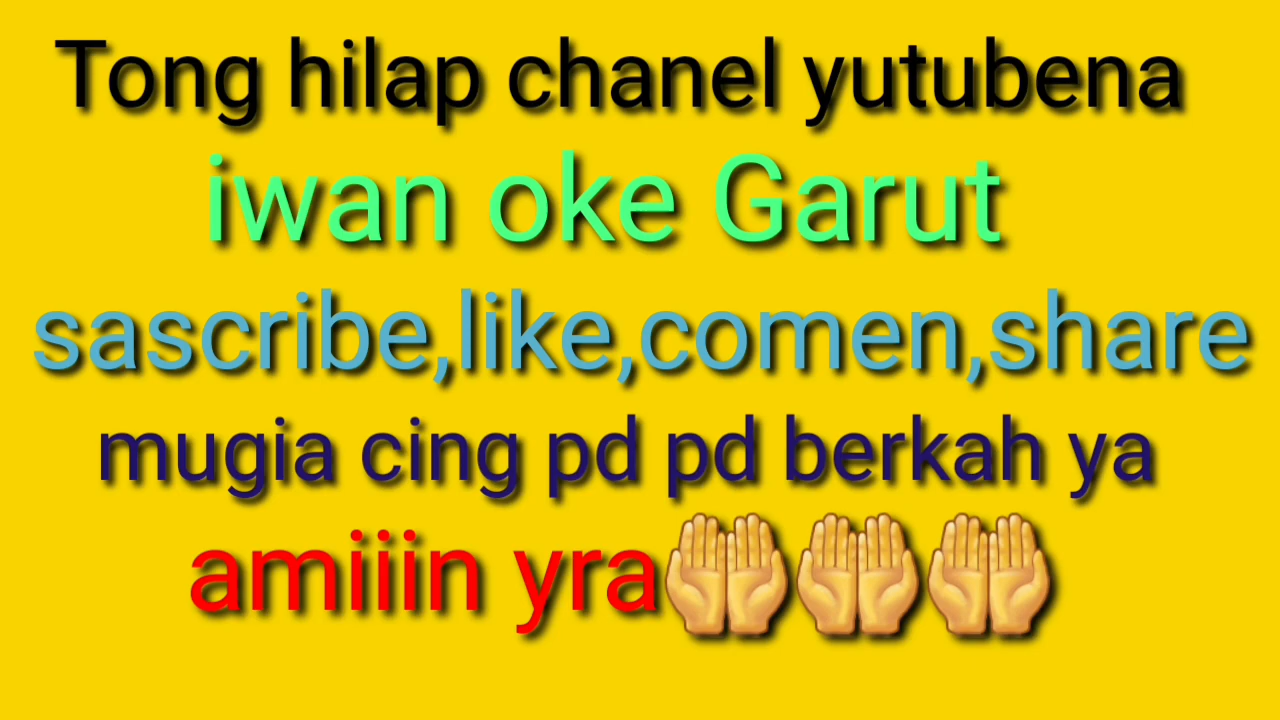 Tong hilap chanel yutubena
iwan oke Garut
sascribe,like,comen,share
mugia cing pd pd berkah ya
amiiin yra🤲🤲🤲